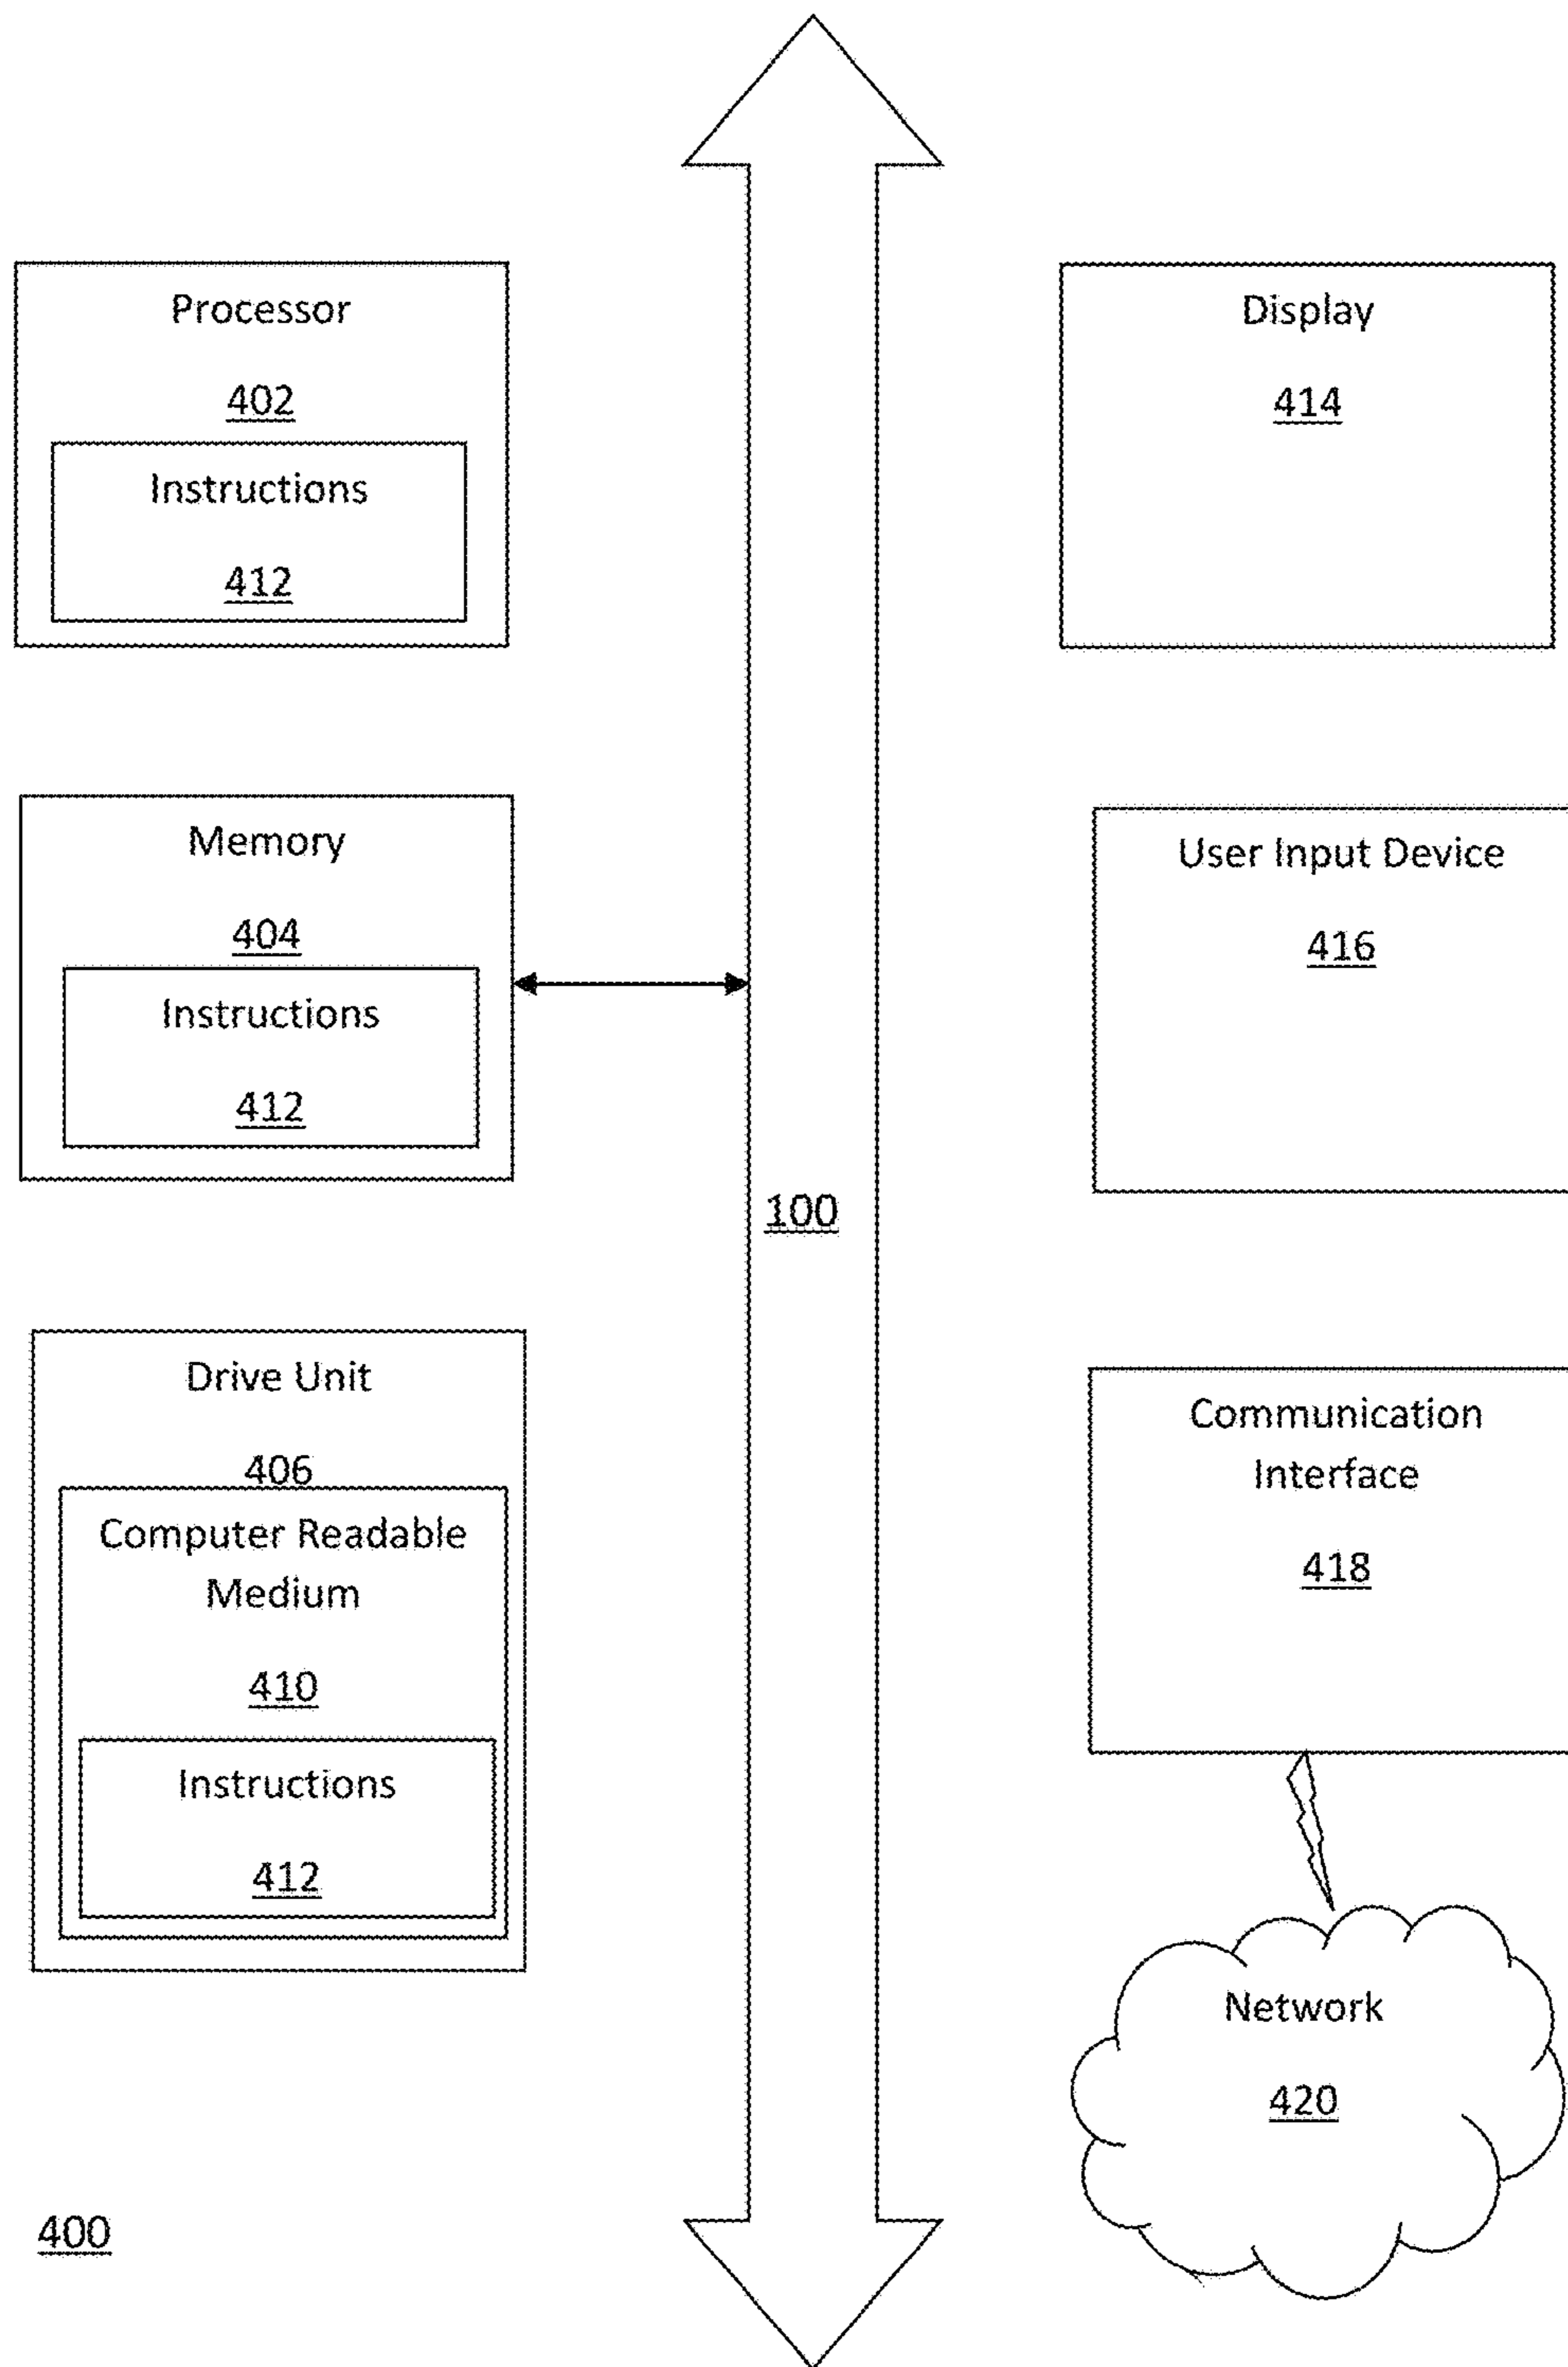 Processor
402
Instructions
412
Memory
404
Instructions
412
Drive Unit
406
Computer Readable
Medium
410
Instructions
412
400
100
Display
414
User Input Device
416
Communication
Interface
418
Network
420